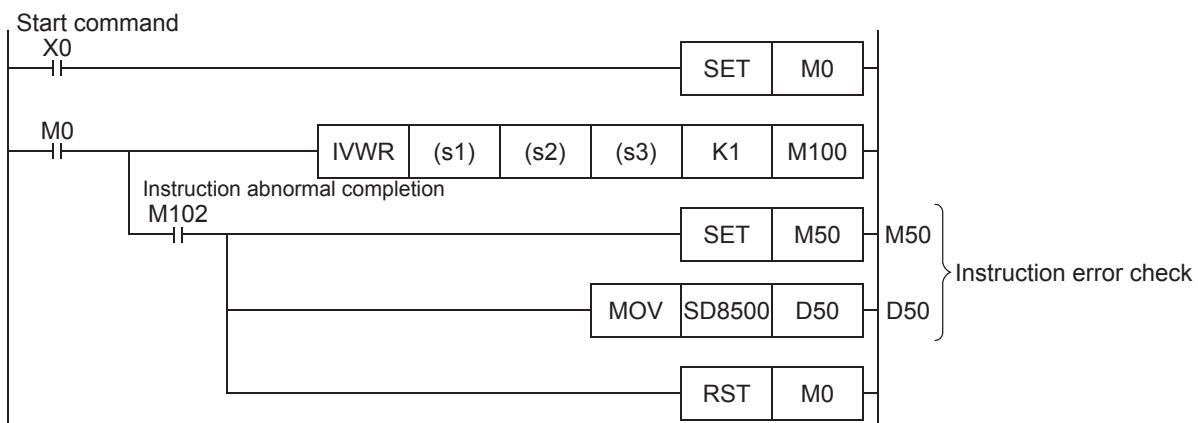 Start command
X0
SET M0
M0
IVWR (s1) (s2) (s3) K1 M100
Instruction abnormal completion
M102
SET M50 M50
Instruction error check
MOV SD8500 D50 D50
RST M0